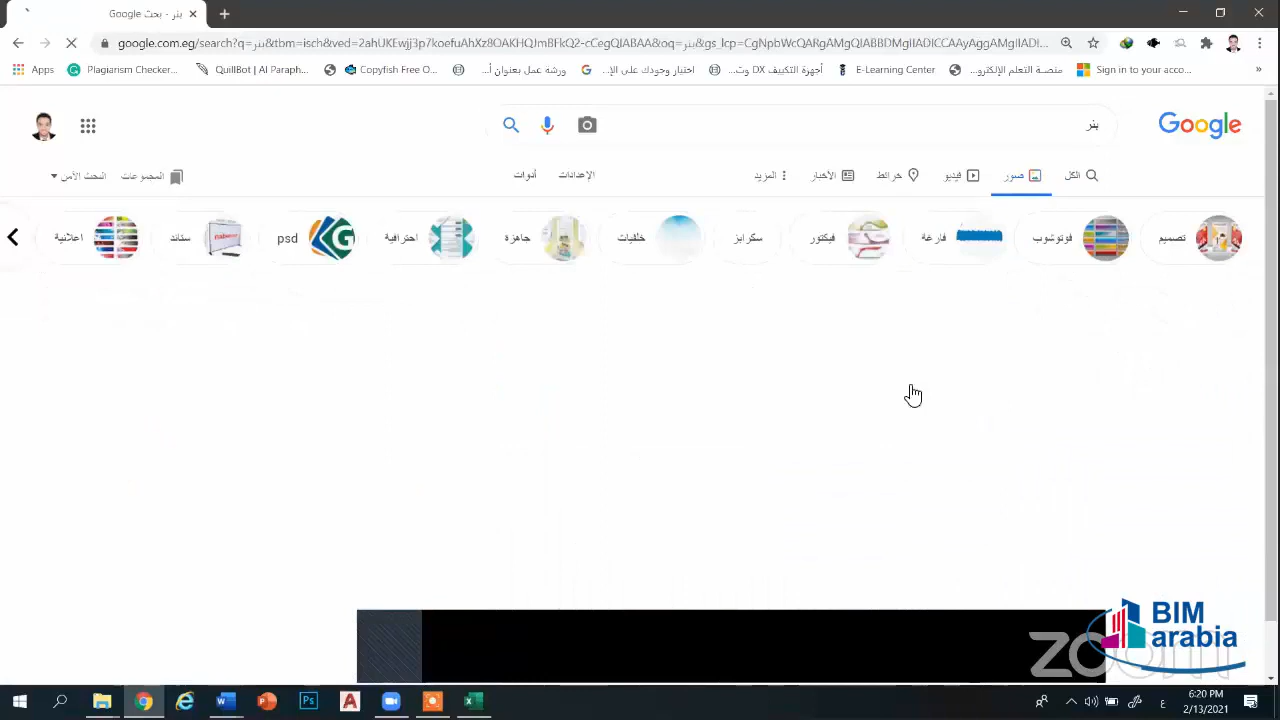 بنر - بحث Google
google.com.eg/search?q=بنر&tbm=isch&ved=2ahUKEwjj3p7koefuAhXz8OAKHQJmBFkQ2-cCegQIABAA&oq=بنر&gs_lcp=CgNpbWcQARgAMgQIABBDMgIIADICCAAyAggAMgIIADI...
Apps
Plagiarism Checker...
QuillBot | AI Paraph...
Copyfish Free O...
ورشه عمل بعنوان أ...
اختبار وجودك على الإ...
أجهزة التكييف DX وت...
E-Learning Center
منصة التعلم الإلكترو...
Sign in to your acco...
»
بنر
Google
الكل
صور
فيديو
خرائط
الأخبار
المزيد
الإعدادات
أدوات
المجموعات
البحث الآمن
تصميم
فوتوشوب
فارغة
فيكتور
سكرابز
خلفيات
جاهزة
احترافية
psd
ستاند
اعلانية
zoom
BIM
arabia
6:20 PM
2/13/2021
ع